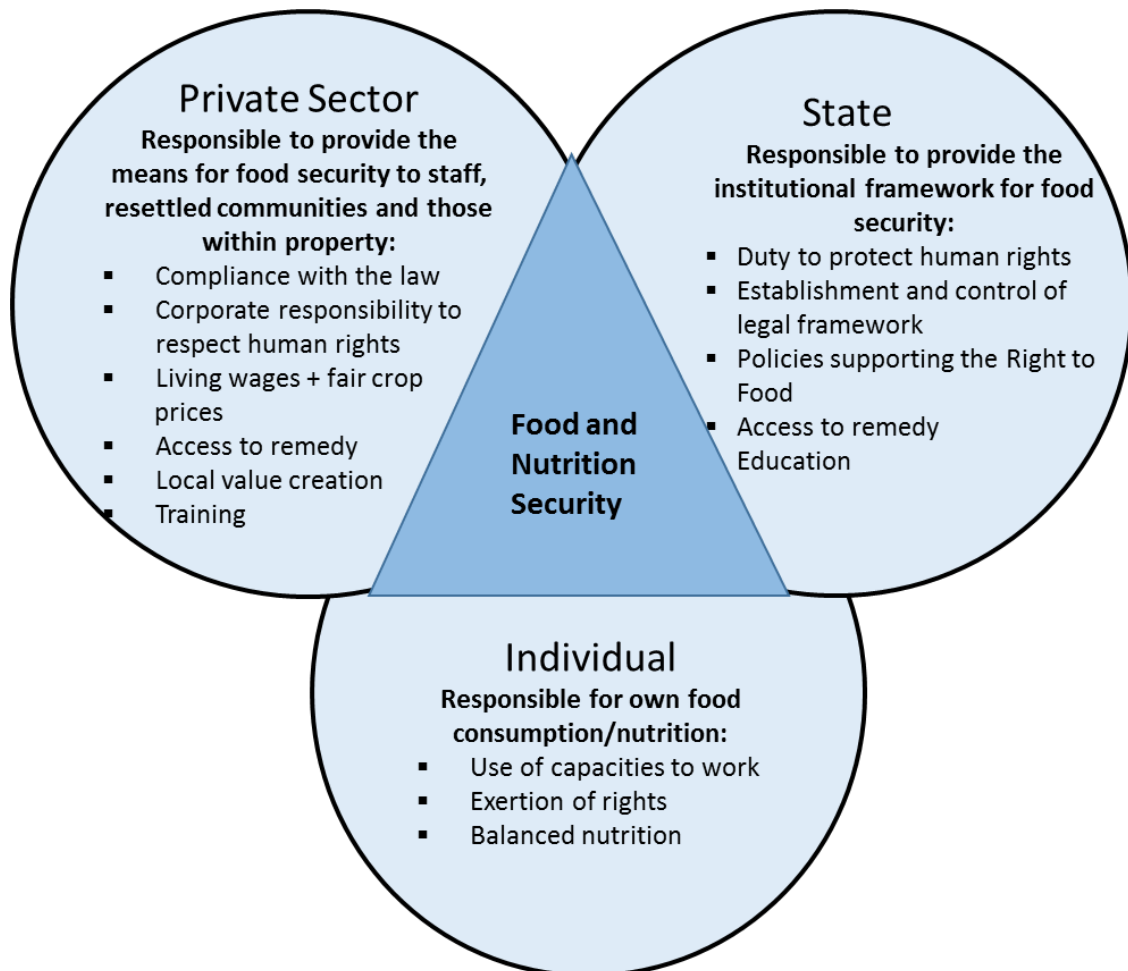 Private Sector
Responsible to provide the
means for food security to staff,
resettled communities and those
within property:
▪ Compliance with the law
▪ Corporate responsibility to
respect human rights
▪ Living wages + fair crop
prices
▪ Access to remedy
▪ Local value creation
▪ Training
State
Responsible to provide the
institutional framework for food
security:
▪ Duty to protect human rights
▪ Establishment and control of
legal framework
▪ Policies supporting the Right to
Food
▪ Access to remedy
Education
Food and
Nutrition
Security
Individual
Responsible for own food
consumption/nutrition:
▪ Use of capacities to work
▪ Exertion of rights
▪ Balanced nutrition